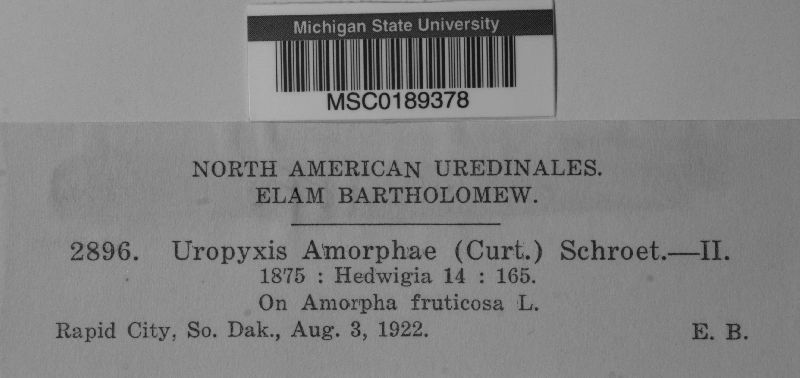 Michigan State University
MSC0189378
NORTH AMERICAN UREDINALES.
ELAM BARTHOLOMEW.
2896. Uropyxis Amorphae (Curt.) Schroet.—II.
1875 : Hedwigia 14 : 165.
On Amorpha fruticosa L.
Rapid City, So. Dak., Aug. 3, 1922. E. B.